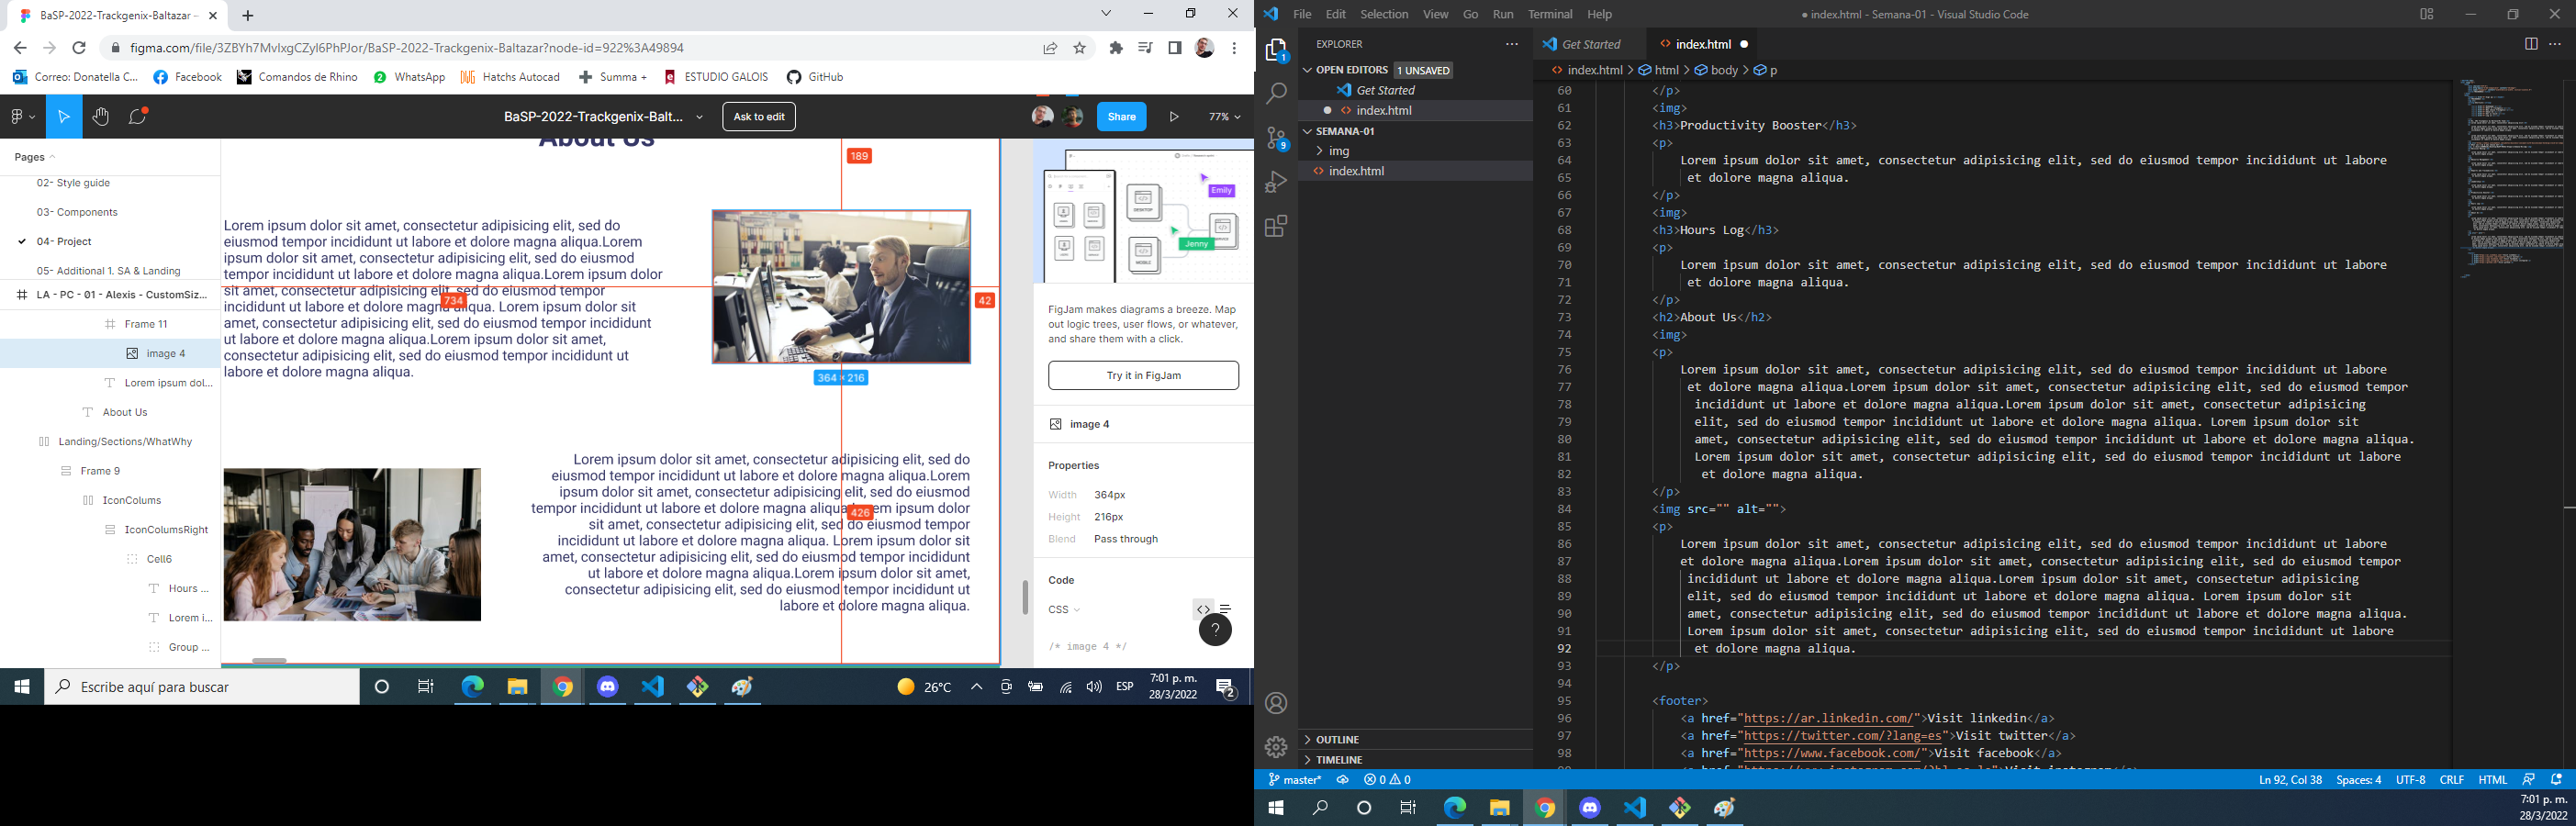 BaSP-2022-Trackgenix-Baltazar -
figma.com/file/3ZBYh7MvlxgCZyl6PhPJor/BaSP-2022-Trackgenix-Baltazar?node-id=922%3A49894
Correo: Donatella C...
Facebook
Comandos de Rhino
WhatsApp
Hatchs Autocad
Summa +
ESTUDIO GALOIS
GitHub
BaSP-2022-Trackgenix-Balt...
Ask to edit
Share
77%
Pages
02- Style guide
03- Components
04- Project
05- Additional 1. SA & Landing
LA - PC - 01 - Alexis - CustomSiz...
Frame 11
image 4
Lorem ipsum dol...
About Us
Landing/Sections/WhatWhy
Frame 9
IconColums
IconColumsRight
Cell6
Hours ...
Lorem i...
Group ...
About Us
189
Lorem ipsum dolor sit amet, consectetur adipisicing elit, sed do
eiusmod tempor incididunt ut labore et dolore magna aliqua.Lorem
ipsum dolor sit amet, consectetur adipisicing elit, sed do eiusmod
tempor incididunt ut labore et dolore magna aliqua.Lorem ipsum dolor
sit amet, consectetur adipisicing elit, sed do eiusmod tempor
incididunt ut labore et dolore magna aliqua. Lorem ipsum dolor sit
amet, consectetur adipisicing elit, sed do eiusmod tempor incididunt
ut labore et dolore magna aliqua.Lorem ipsum dolor sit amet,
consectetur adipisicing elit, sed do eiusmod tempor incididunt ut
labore et dolore magna aliqua.
734
42
364 × 216
Lorem ipsum dolor sit amet, consectetur adipisicing elit, sed do
eiusmod tempor incididunt ut labore et dolore magna aliqua.Lorem
ipsum dolor sit amet, consectetur adipisicing elit, sed do eiusmod
tempor incididunt ut labore et dolore magna aliqua.Lorem ipsum dolor
sit amet, consectetur adipisicing elit, sed do eiusmod tempor
incididunt ut labore et dolore magna aliqua. Lorem ipsum dolor sit
amet, consectetur adipisicing elit, sed do eiusmod tempor incididunt
ut labore et dolore magna aliqua.Lorem ipsum dolor sit amet,
consectetur adipisicing elit, sed do eiusmod tempor incididunt ut
labore et dolore magna aliqua.
426
Emily
DESKTOP
Jenny
MOBILE
FigJam makes diagrams a breeze. Map
out logic trees, user flows, or whatever,
and share them with a click.
Try it in FigJam
image 4
Properties
Width 364px
Height 216px
Blend Pass through
Code
CSS
/* image 4 */
?
Escribe aquí para buscar
26°C
ESP
7:01 p. m.
28/3/2022
2
File Edit Selection View Go Run Terminal Help
● index.html - Semana-01 - Visual Studio Code
EXPLORER
OPEN EDITORS 1 UNSAVED
Get Started
index.html
SEMANA-01
img
index.html
OUTLINE
TIMELINE
1
9
Get Started
index.html
index.html > html > body > p
60 </p>
61 <img>
62 <h3>Productivity Booster</h3>
63 <p>
64 Lorem ipsum dolor sit amet, consectetur adipisicing elit, sed do eiusmod tempor incididunt ut labore
65 et dolore magna aliqua.
66 </p>
67 <img>
68 <h3>Hours Log</h3>
69 <p>
70 Lorem ipsum dolor sit amet, consectetur adipisicing elit, sed do eiusmod tempor incididunt ut labore
71 et dolore magna aliqua.
72 </p>
73 <h2>About Us</h2>
74 <img>
75 <p>
76 Lorem ipsum dolor sit amet, consectetur adipisicing elit, sed do eiusmod tempor incididunt ut labore
77 et dolore magna aliqua.Lorem ipsum dolor sit amet, consectetur adipisicing elit, sed do eiusmod tempor
78 incididunt ut labore et dolore magna aliqua.Lorem ipsum dolor sit amet, consectetur adipisicing
79 elit, sed do eiusmod tempor incididunt ut labore et dolore magna aliqua. Lorem ipsum dolor sit
80 amet, consectetur adipisicing elit, sed do eiusmod tempor incididunt ut labore et dolore magna aliqua.
81 Lorem ipsum dolor sit amet, consectetur adipisicing elit, sed do eiusmod tempor incididunt ut labore
82 et dolore magna aliqua.
83 </p>
84 <img src="" alt="">
85 <p>
86 Lorem ipsum dolor sit amet, consectetur adipisicing elit, sed do eiusmod tempor incididunt ut labore
87 et dolore magna aliqua.Lorem ipsum dolor sit amet, consectetur adipisicing elit, sed do eiusmod tempor
88 incididunt ut labore et dolore magna aliqua.Lorem ipsum dolor sit amet, consectetur adipisicing
89 elit, sed do eiusmod tempor incididunt ut labore et dolore magna aliqua. Lorem ipsum dolor sit
90 amet, consectetur adipisicing elit, sed do eiusmod tempor incididunt ut labore et dolore magna aliqua.
91 Lorem ipsum dolor sit amet, consectetur adipisicing elit, sed do eiusmod tempor incididunt ut labore
92 et dolore magna aliqua.
93 </p>
94
95 <footer>
96 <a href="https://ar.linkedin.com/">Visit linkedin</a>
97 <a href="https://twitter.com/?lang=es">Visit twitter</a>
98 <a href="https://www.facebook.com/">Visit facebook</a>
master*
0 0
Ln 92, Col 38
Spaces: 4
UTF-8
CRLF
HTML
7:01 p. m.
28/3/2022